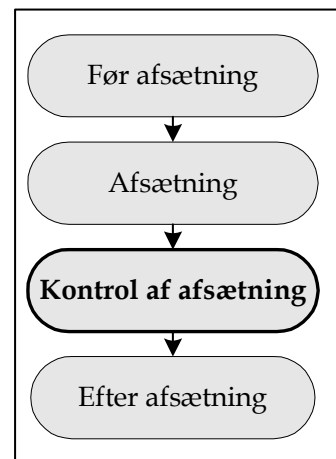 Før afsætning
Afsætning
Kontrol af afsætning
Efter afsætning